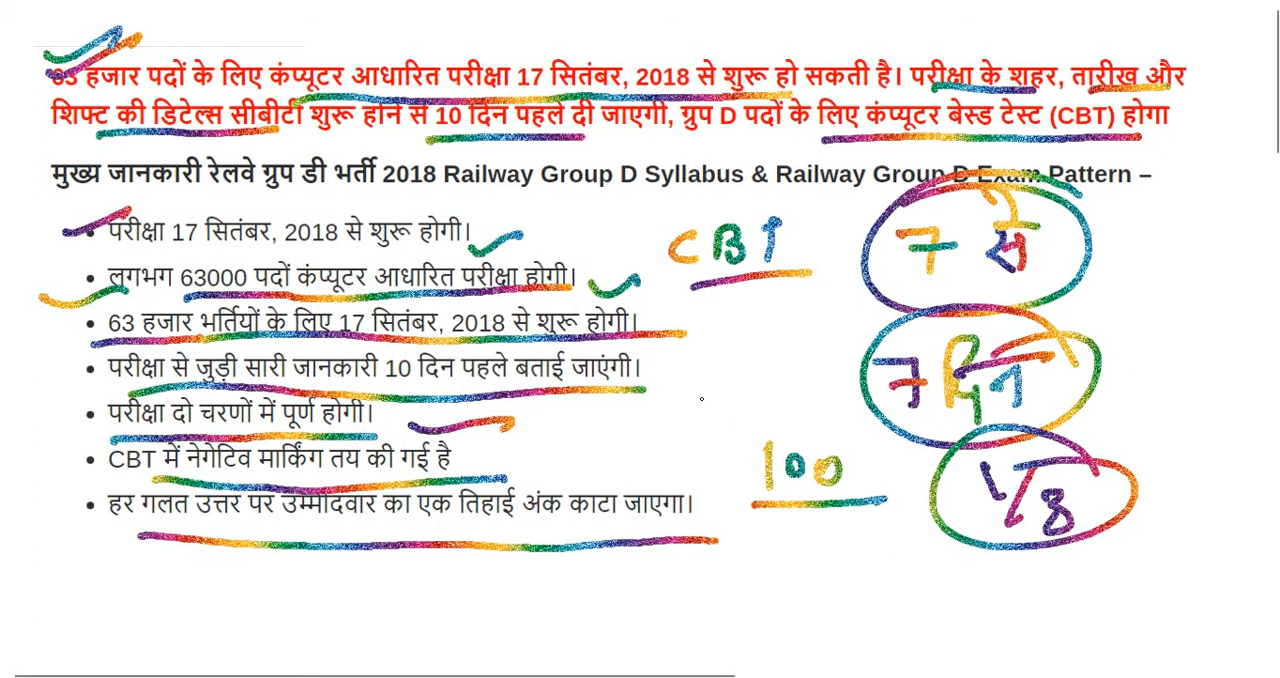 63 हजार पदों के लिए कंप्यूटर आधारित परीक्षा 17 सितंबर, 2018 से शुरू हो सकती है। परीक्षा के शहर, तारीख और
शिफ्ट की डिटेल्स सीबीटी शुरू होने से 10 दिन पहले दी जाएगी, ग्रुप D पदों के लिए कंप्यूटर बेस्ड टेस्ट (CBT) होगा
मुख्य जानकारी रेलवे ग्रुप डी भर्ती 2018 Railway Group D Syllabus & Railway Group D Exam Pattern –
• परीक्षा 17 सितंबर, 2018 से शुरू होगी।
• लगभग 63000 पदों कंप्यूटर आधारित परीक्षा होगी।
• 63 हजार भर्तियों के लिए 17 सितंबर, 2018 से शुरू होगी।
• परीक्षा से जुड़ी सारी जानकारी 10 दिन पहले बताई जाएंगी।
• परीक्षा दो चरणों में पूर्ण होगी।
• CBT में नेगेटिव मार्किंग तय की गई है
• हर गलत उत्तर पर उम्मीदवार का एक तिहाई अंक काटा जाएगा।
CBT
7 से
7 दिन
100
1/3